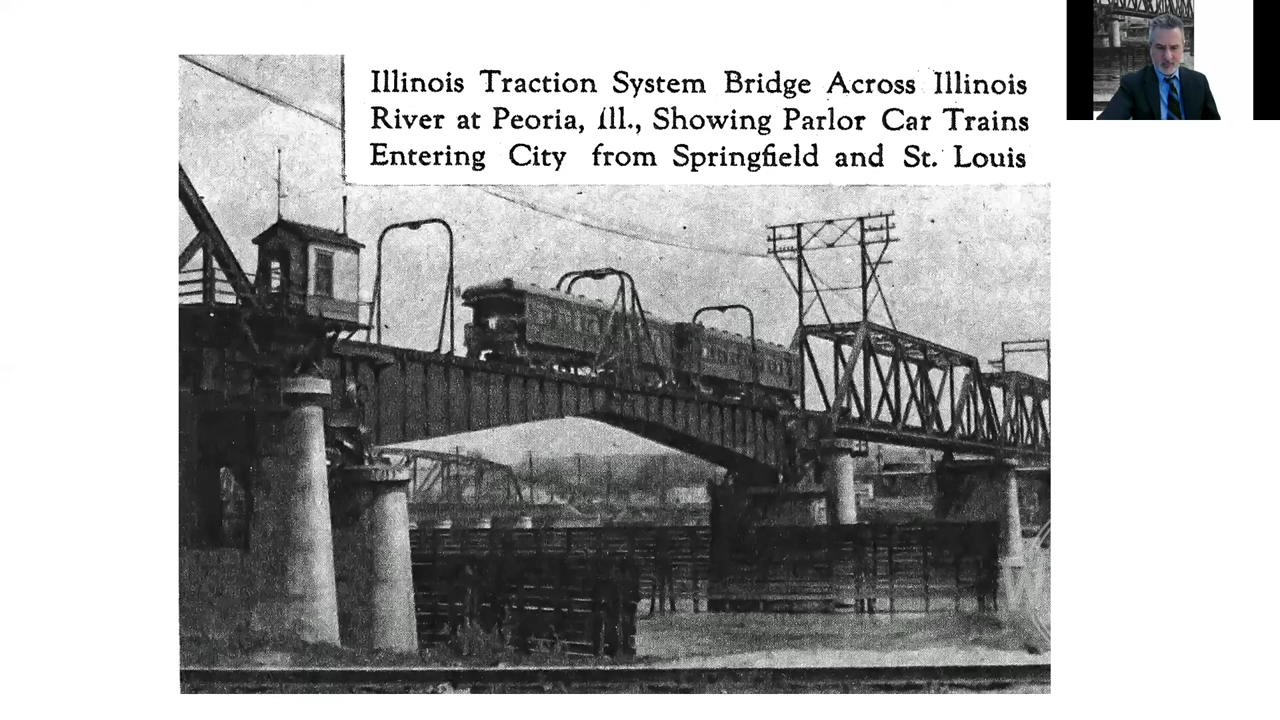 Illinois Traction System Bridge Across Illinois
River at Peoria, Ill., Showing Parlor Car Trains
Entering City from Springfield and St. Louis